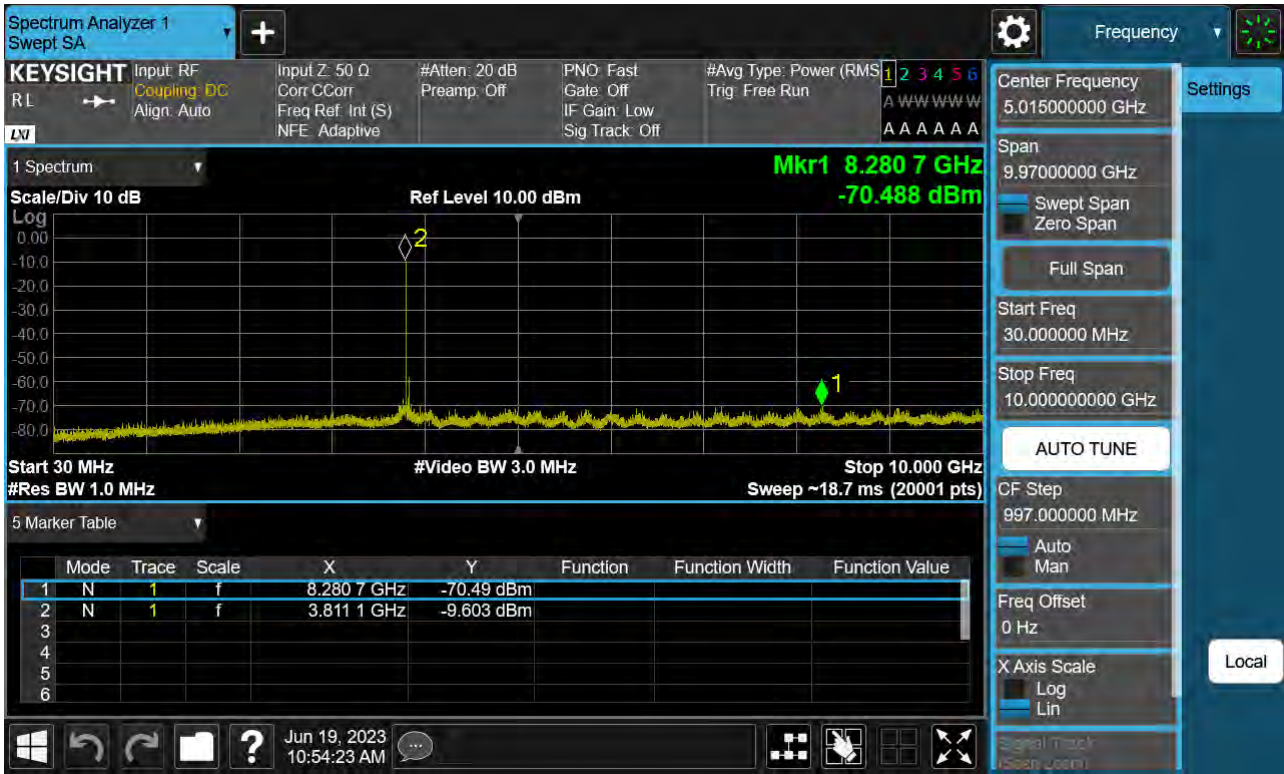 Spectrum Analyzer 1
Swept SA
+
Frequency
KEYSIGHT
RL
LXI
Input: RF
Coupling: DC
Align: Auto
Input Z: 50 Ω
Corr CCorr
Freq Ref: Int (S)
NFE: Adaptive
#Atten: 20 dB
Preamp: Off
PNO: Fast
Gate: Off
IF Gain: Low
Sig Track: Off
#Avg Type: Power (RMS
Trig: Free Run
1 2 3 4 5 6
A W W W W W
A A A A A A
1 Spectrum
Mkr1 8.280 7 GHz
Scale/Div 10 dB
Ref Level 10.00 dBm
-70.488 dBm
Log
0.00
-10.0
-20.0
-30.0
-40.0
-50.0
-60.0
-70.0
-80.0
2
1
Start 30 MHz
#Video BW 3.0 MHz
Stop 10.000 GHz
#Res BW 1.0 MHz
Sweep ~18.7 ms (20001 pts)
5 Marker Table
Mode Trace Scale X Y Function Function Width Function Value
1 N 1 f 8.280 7 GHz -70.49 dBm
2 N 1 f 3.811 1 GHz -9.603 dBm
3
4
5
6
Center Frequency
5.015000000 GHz
Settings
Span
9.97000000 GHz
Swept Span
Zero Span
Full Span
Start Freq
30.000000 MHz
Stop Freq
10.000000000 GHz
AUTO TUNE
CF Step
997.000000 MHz
Auto
Man
Freq Offset
0 Hz
X Axis Scale
Log
Lin
Signal Track
(Span Zoom)
Local
?
Jun 19, 2023
10:54:23 AM